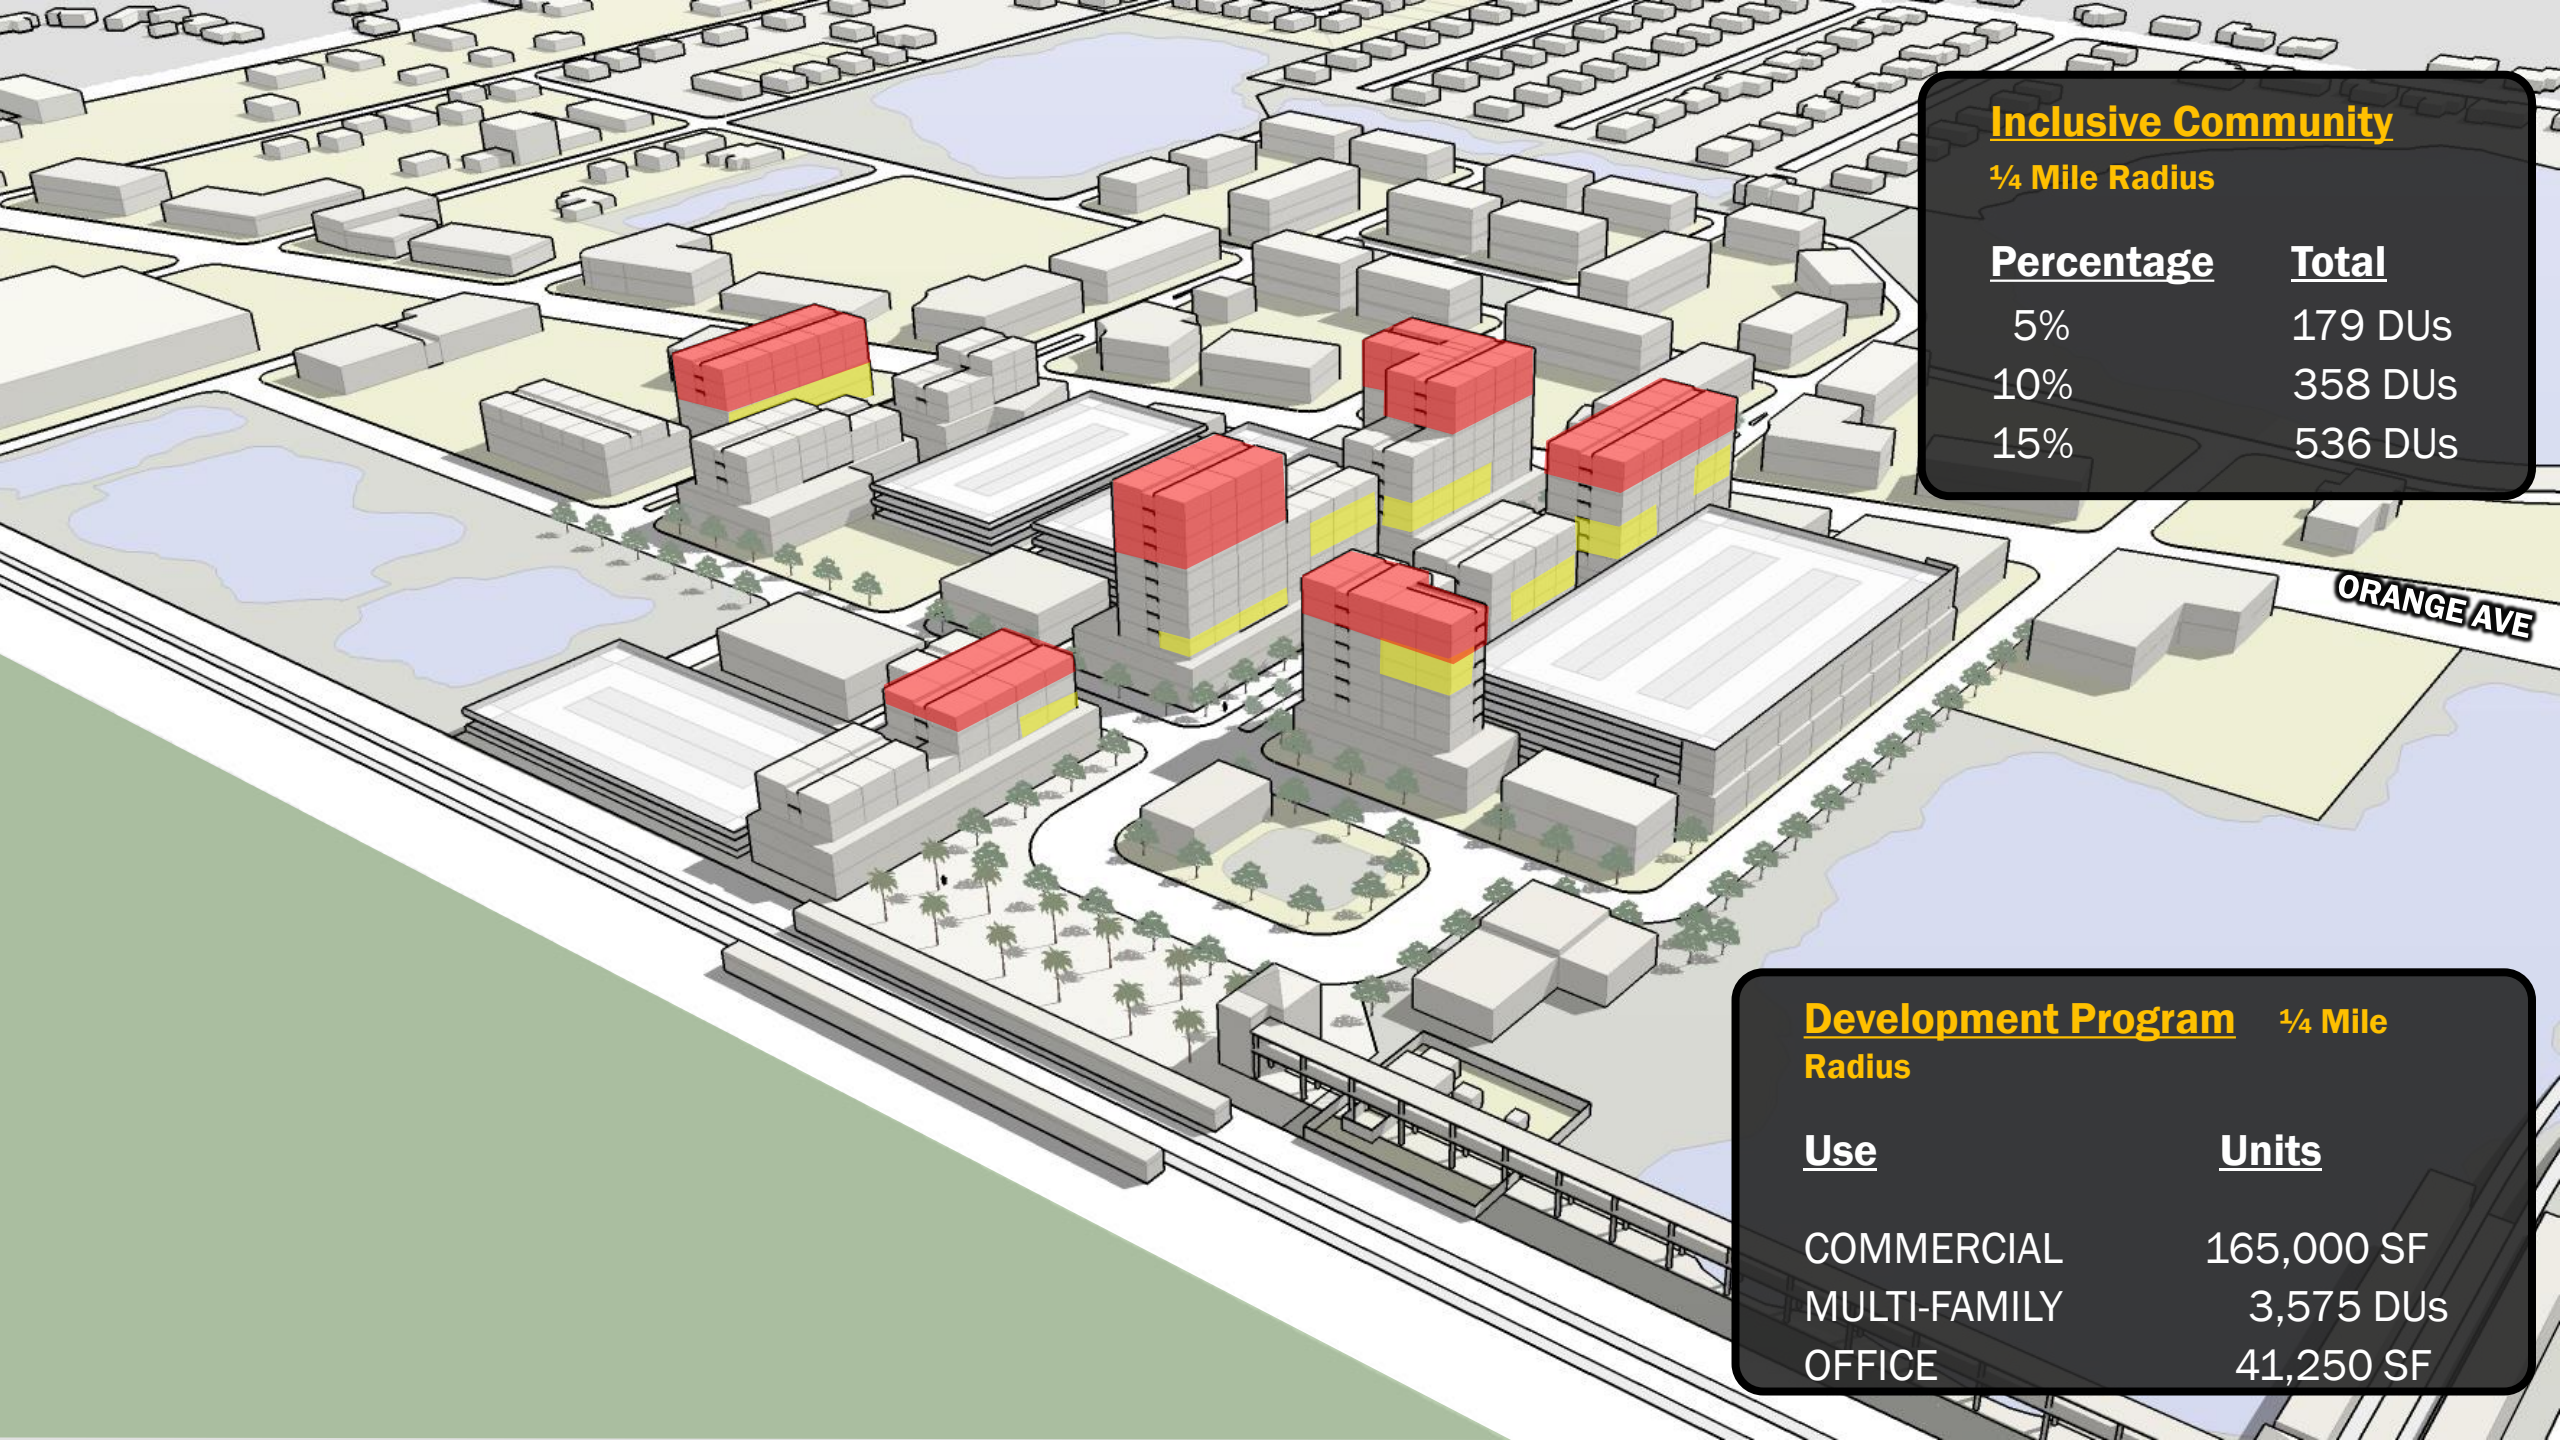 Inclusive Community
¼ Mile Radius
Percentage Total
5% 179 DUs
10% 358 DUs
15% 536 DUs
ORANGE AVE
Development Program ¼ Mile
Radius
Use Units
COMMERCIAL 165,000 SF
MULTI-FAMILY 3,575 DUs
OFFICE 41,250 SF